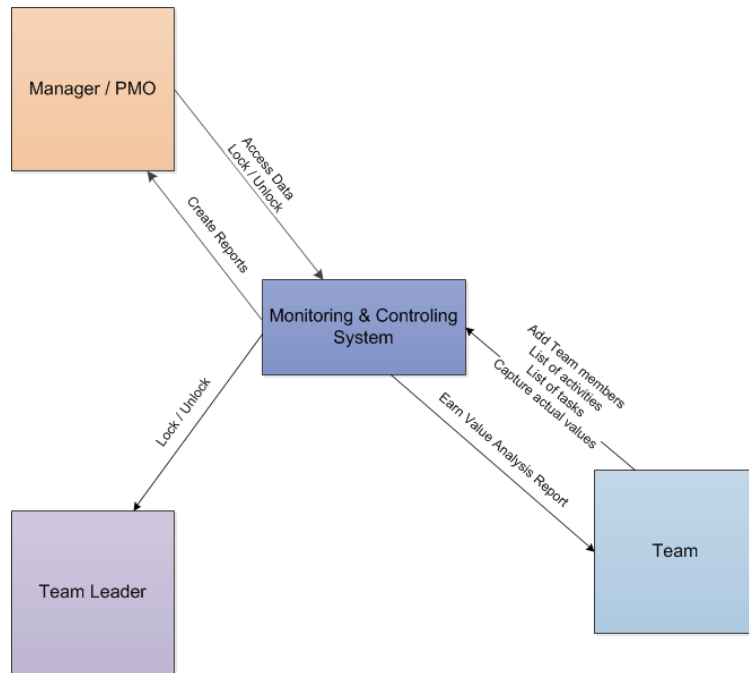 Manager / PMO
Access Data
Lock / Unlock
Create Reports
Monitoring & Controling
System
Add Team members
List of activities
List of tasks
Capture actual values
Lock / Unlock
Earn Value Analysis Report
Team
Team Leader